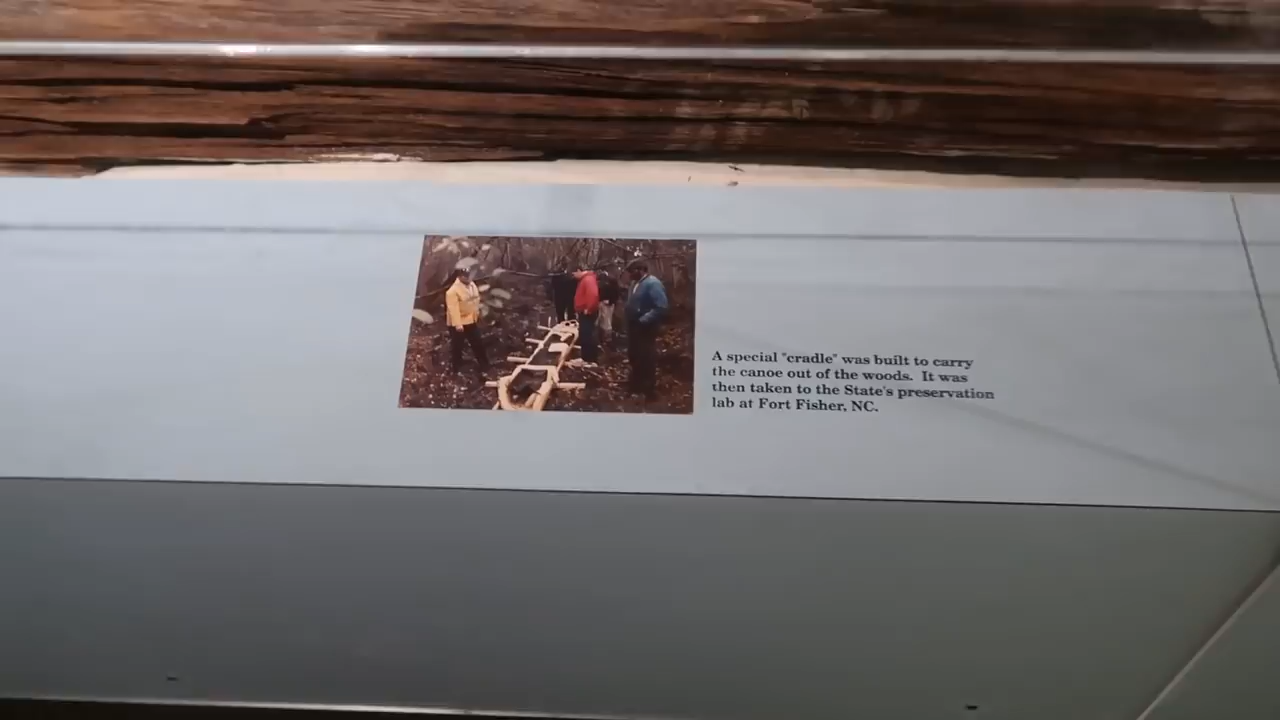 A special "cradle" was built to carry
the canoe out of the woods. It was
then taken to the State's preservation
lab at Fort Fisher, NC.